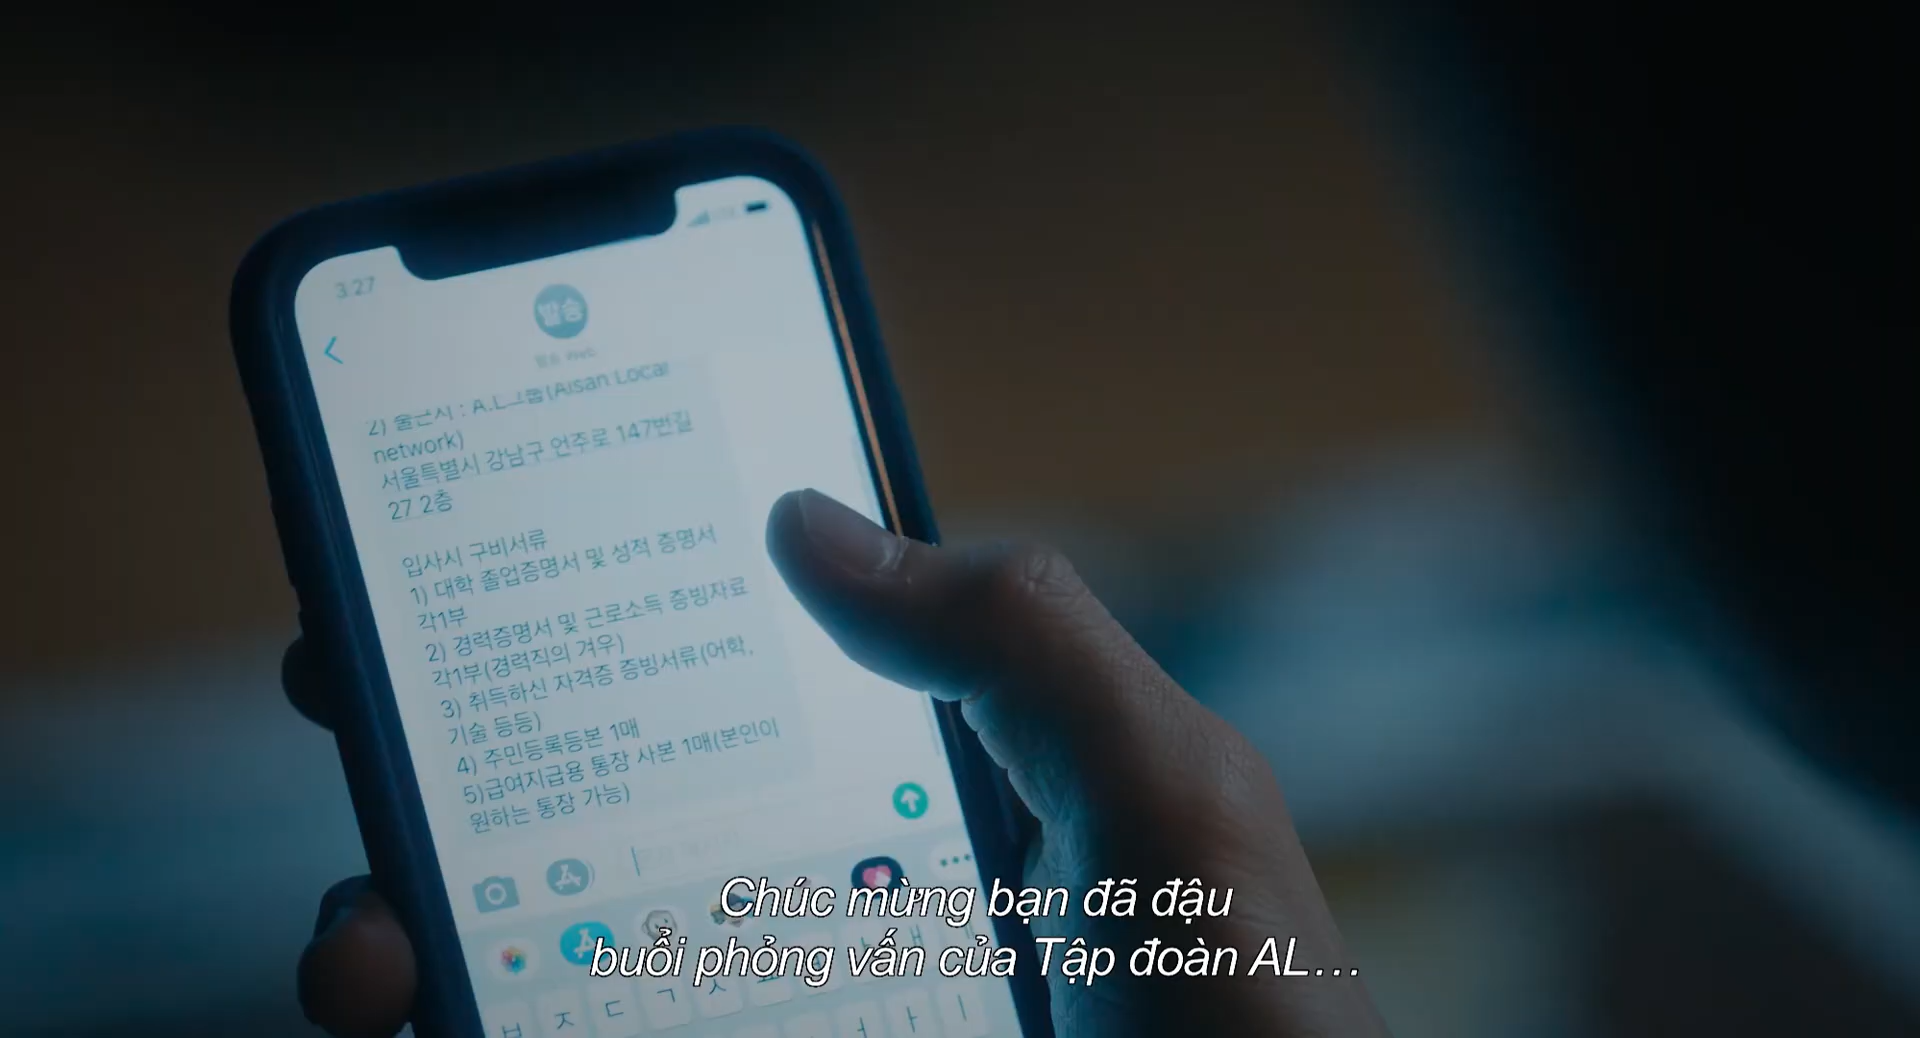 3:27
발송
발송 Web
2) 출근지 : A.L그룹(Alsan Local
network)
서울특별시 강남구 언주로 147번길
27 2층
입사시 구비서류
1) 대학 졸업증명서 및 성적 증명서
각1부
2) 경력증명서 및 근로소득 증빙자료
각1부(경력직의 겨우)
3) 취득하신 자격증 증빙서류(어학,
기술 등등)
4) 주민등록등본 1매
5)급여지급용 통장 사본 1매(본인이
원하는 통장 가능)
ㅂ ㅈ ㄷ ㄱ ㅅ ㅛ ㅐ
ㅓ ㅏ ㅣ
Chúc mừng bạn đã đậu
buổi phỏng vấn của Tập đoàn AL…